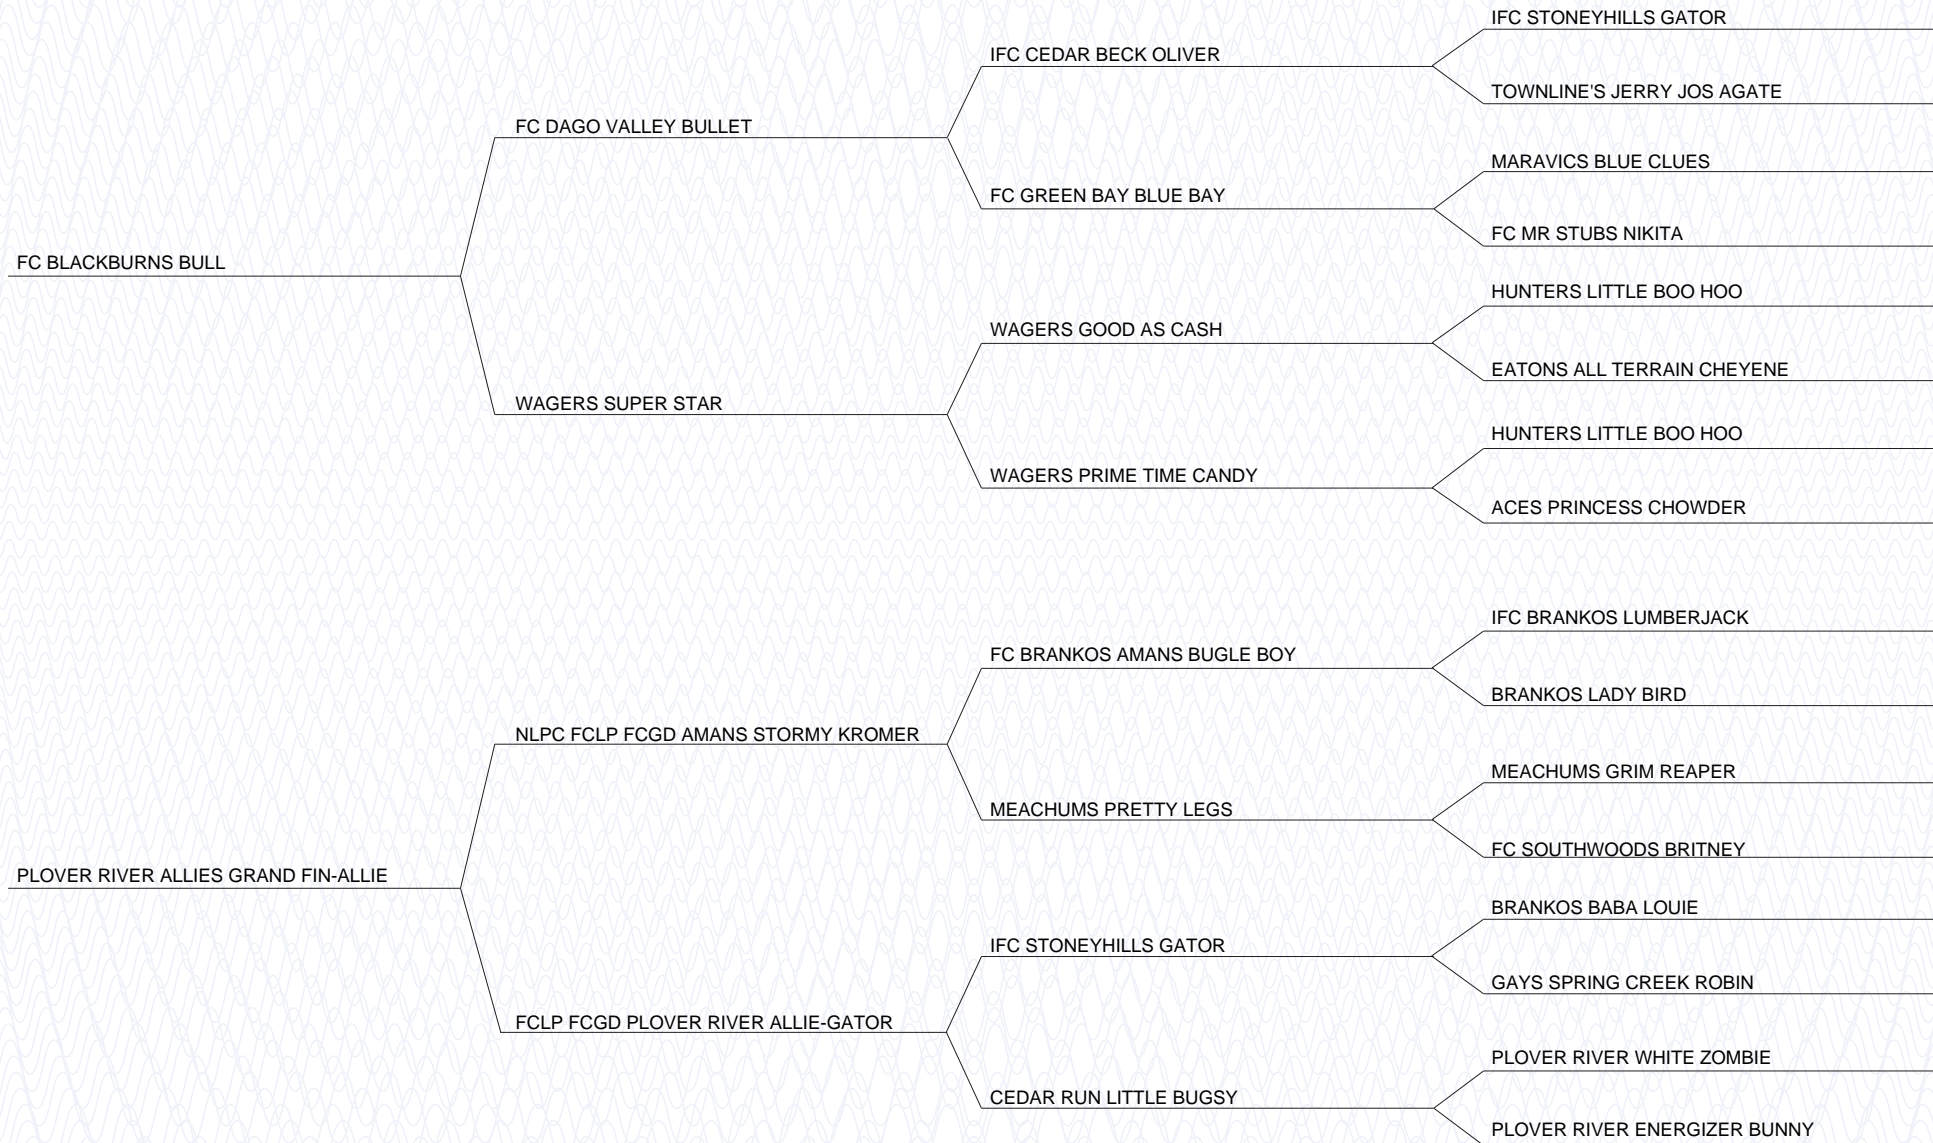 IFC STONEYHILLS GATOR
IFC CEDAR BECK OLIVER
TOWNLINE'S JERRY JOS AGATE
FC DAGO VALLEY BULLET
MARAVICS BLUE CLUES
FC GREEN BAY BLUE BAY
FC MR STUBS NIKITA
FC BLACKBURNS BULL
HUNTERS LITTLE BOO HOO
WAGERS GOOD AS CASH
EATONS ALL TERRAIN CHEYENE
WAGERS SUPER STAR
HUNTERS LITTLE BOO HOO
WAGERS PRIME TIME CANDY
ACES PRINCESS CHOWDER
IFC BRANKOS LUMBERJACK
FC BRANKOS AMANS BUGLE BOY
BRANKOS LADY BIRD
NLPC FCLP FCGD AMANS STORMY KROMER
MEACHUMS GRIM REAPER
MEACHUMS PRETTY LEGS
FC SOUTHWOODS BRITNEY
PLOVER RIVER ALLIES GRAND FIN-ALLIE
BRANKOS BABA LOUIE
IFC STONEYHILLS GATOR
GAYS SPRING CREEK ROBIN
FCLP FCGD PLOVER RIVER ALLIE-GATOR
PLOVER RIVER WHITE ZOMBIE
CEDAR RUN LITTLE BUGSY
PLOVER RIVER ENERGIZER BUNNY